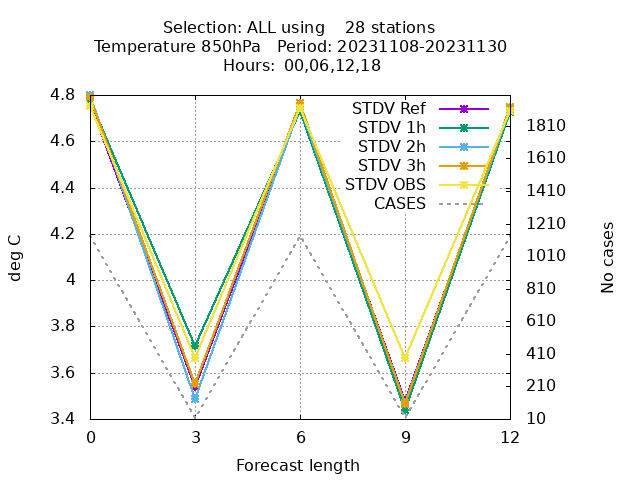 Selection: ALL using    28 stations
Temperature 850hPa   Period: 20231108-20231130
Hours: 00,06,12,18
4.8
4.6
4.4
4.2
4
3.8
3.6
3.4
deg C
STDV Ref
STDV 1h
STDV 2h
STDV 3h
STDV OBS
CASES
1810
1610
1410
1210
1010
810
610
410
210
10
No cases
0 3 6 9 12
Forecast length